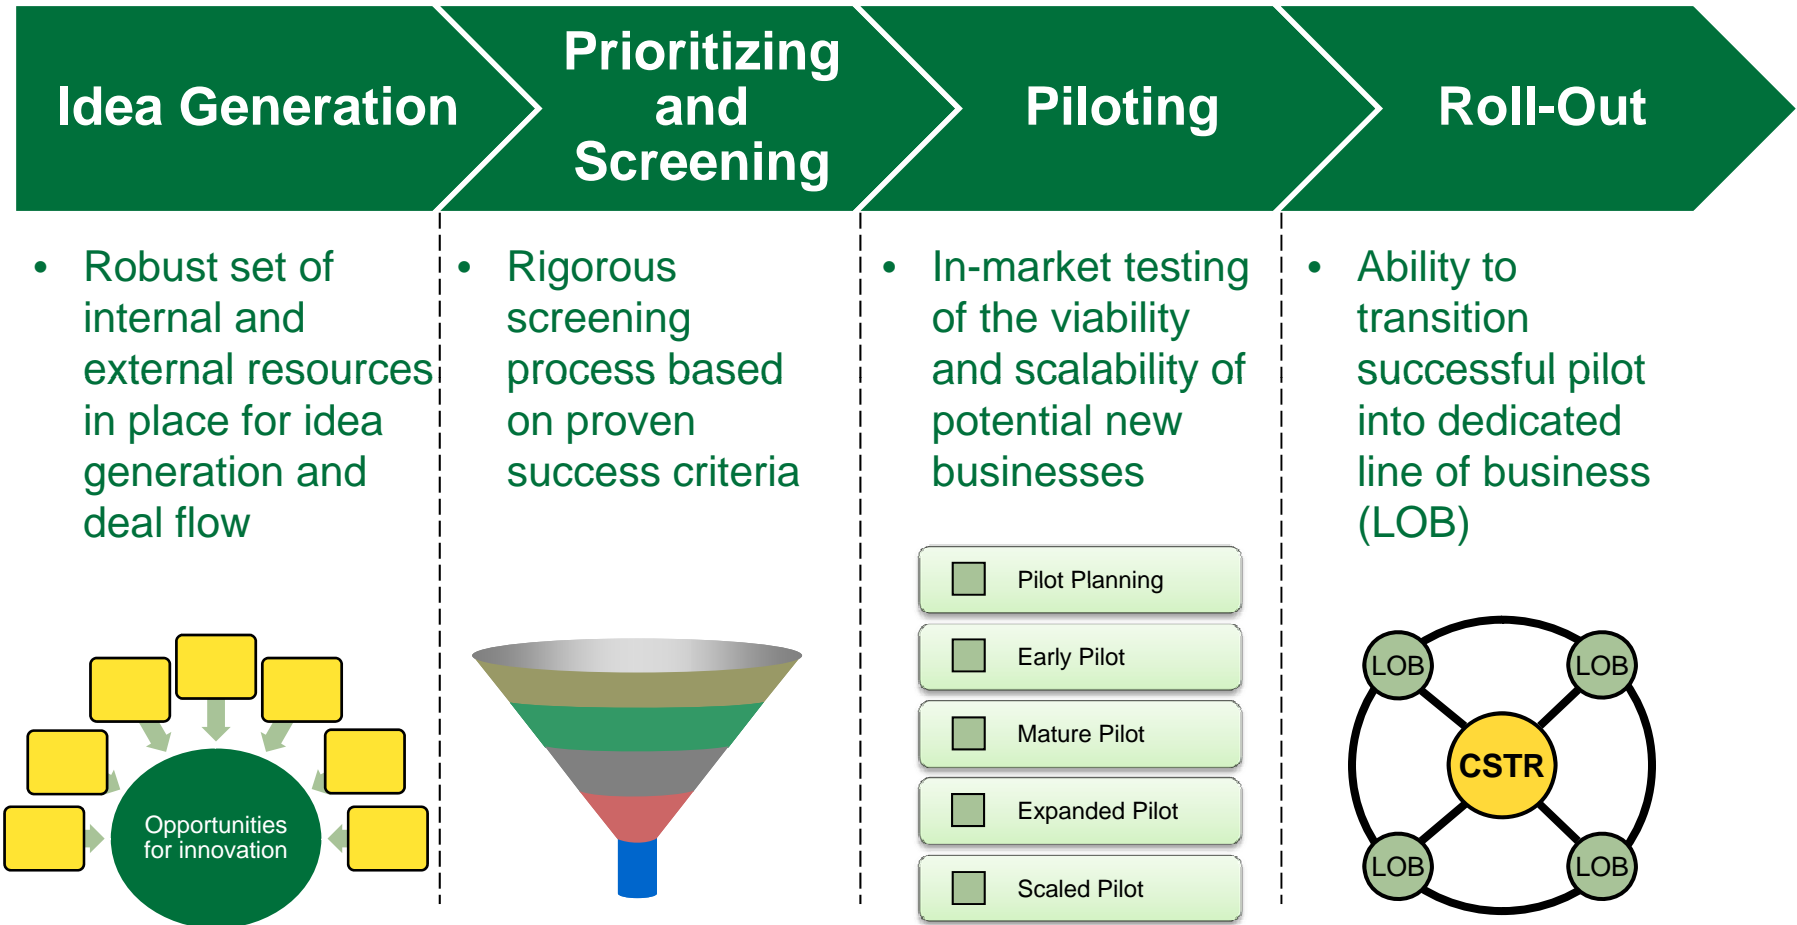 Idea Generation
Prioritizing
and
Screening
Piloting
Roll-Out
• Robust set of
internal and
external resources
in place for idea
generation and
deal flow
• Rigorous
screening
process based
on proven
success criteria
• In-market testing
of the viability
and scalability of
potential new
businesses
• Ability to
transition
successful pilot
into dedicated
line of business
(LOB)
Opportunities
for innovation
Pilot Planning
Early Pilot
Mature Pilot
Expanded Pilot
Scaled Pilot
LOB
LOB
CSTR
LOB
LOB